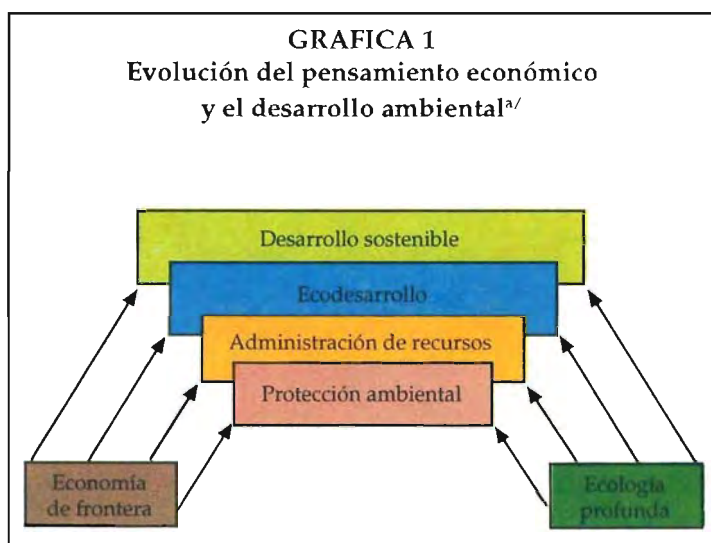 GRAFICA 1
Evolución del pensamiento económico
y el desarrollo ambiental a/
Desarrollo sostenible
Ecodesarrollo
Administración de recursos
Protección ambiental
Economía
de frontera
Ecología
profunda